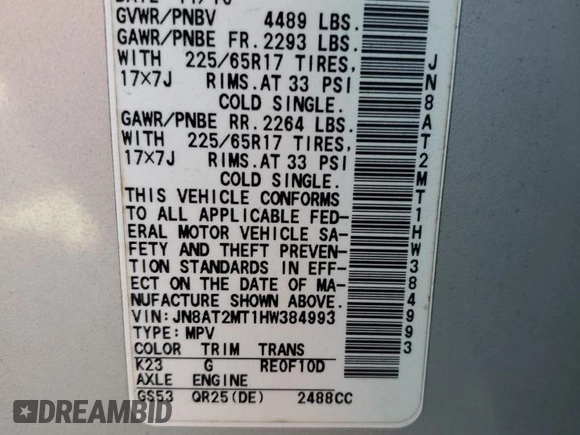 GVWR/PNBV 4489 LBS.
GAWR/PNBE FR. 2293 LBS.
WITH 225/65R17 TIRES,
17x7J RIMS. AT 33 PSI
COLD SINGLE.
GAWR/PNBE RR. 2264 LBS.
WITH 225/65R17 TIRES,
17x7J RIMS. AT 33 PSI
COLD SINGLE.
THIS VEHICLE CONFORMS
TO ALL APPLICABLE FED-
ERAL MOTOR VEHICLE SA-
FETY AND THEFT PREVEN-
TION STANDARDS IN EFF-
ECT ON THE DATE OF MA-
NUFACTURE SHOWN ABOVE.
VIN: JN8AT2MT1HW384993
TYPE: MPV
COLOR TRIM TRANS
K23 G RE0F10D
AXLE ENGINE
GS53 QR25(DE) 2488CC
JN8AT2MT1HW384993
DREAMBID